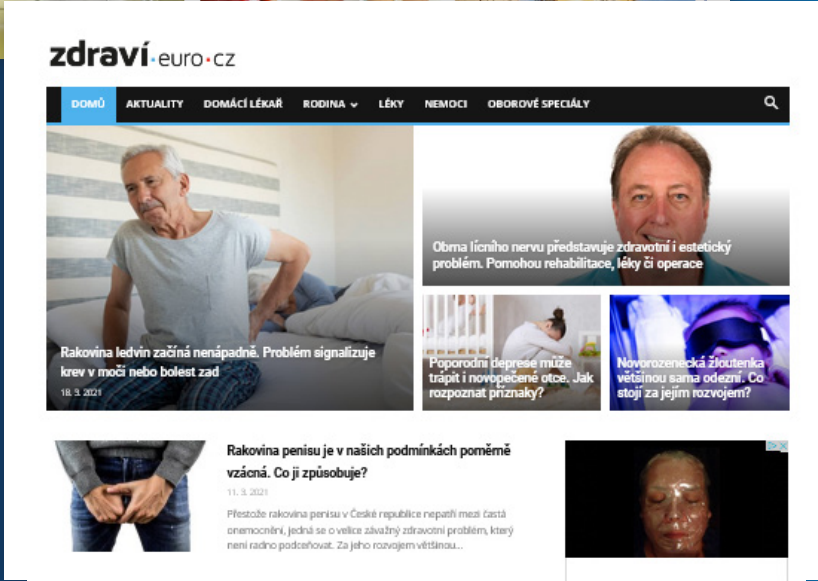 zdraví·euro·cz
DOMŮ AKTUALITY DOMÁCÍ LÉKAŘ RODINA LÉKY NEMOCI OBOROVÉ SPECIÁLY
Obrna lícního nervu představuje zdravotní i estetický
problém. Pomohou rehabilitace, léky či operace
Rakovina ledvin začíná nenápadně. Problém signalizuje
krev v moči nebo bolest zad
18. 3. 2021
Poporodní deprese může
trápit i novopečené otce. Jak
rozpoznat příznaky?
Novorozenecká žloutenka
většinou sama odezní. Co
stojí za jejím rozvojem?
Rakovina penisu je v našich podmínkách poměrně
vzácná. Co ji způsobuje?
11. 3. 2021
Přestože rakovina penisu v České republice nepatří mezi častá
onemocnění, jedná se o velice závažný zdravotní problém, který
není radno podceňovat. Za jeho rozvojem většinou...